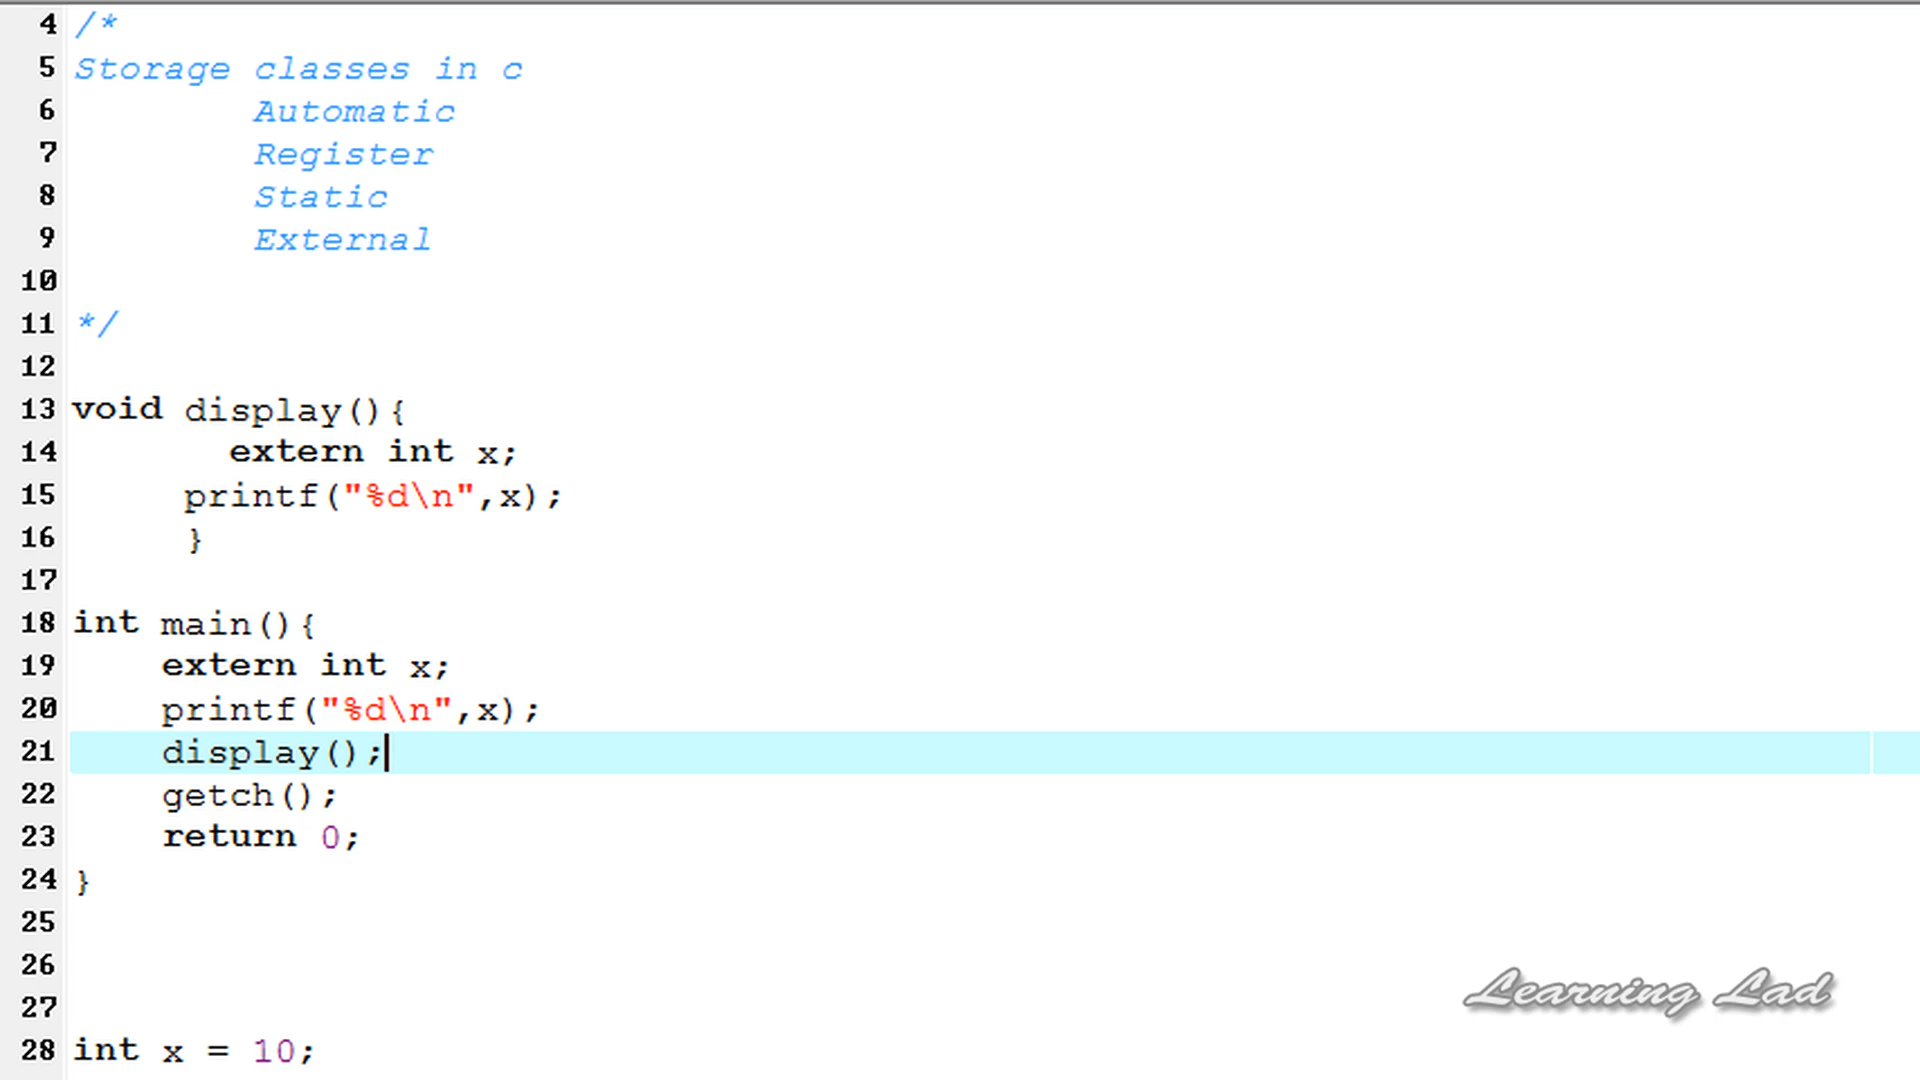 4 /*
5 Storage classes in c
6 Automatic
7 Register
8 Static
9 External
10
11 */
12
13 void display(){
14 extern int x;
15 printf("%d\n",x);
16 }
17
18 int main(){
19 extern int x;
20 printf("%d\n",x);
21 display();
22 getch();
23 return 0;
24 }
25
26
27
Learning Lad
28 int x = 10;